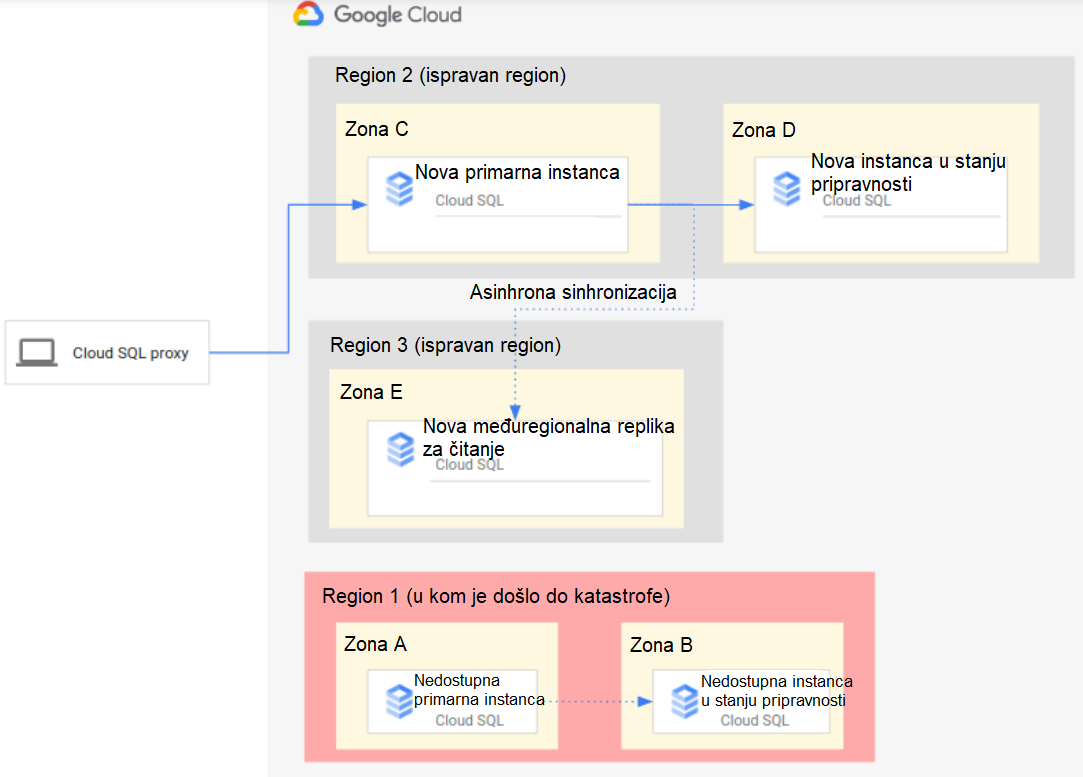 Google Cloud
Region 2 (ispravan region)
Zona C
Nova primarna instanca
Cloud SQL
Zona D
Nova instanca u stanju
pripravnosti
Cloud SQL
Asinhrona sinhronizacija
Cloud SQL proxy
Region 3 (ispravan region)
Zona E
Nova međuregionalna replika
za čitanje
Cloud SQL
Region 1 (u kom je došlo do katastrofe)
Zona A
Nedostupna
primarna instanca
Cloud SQL
Zona B
Nedostupna instanca
u stanju pripravnosti
Cloud SQL